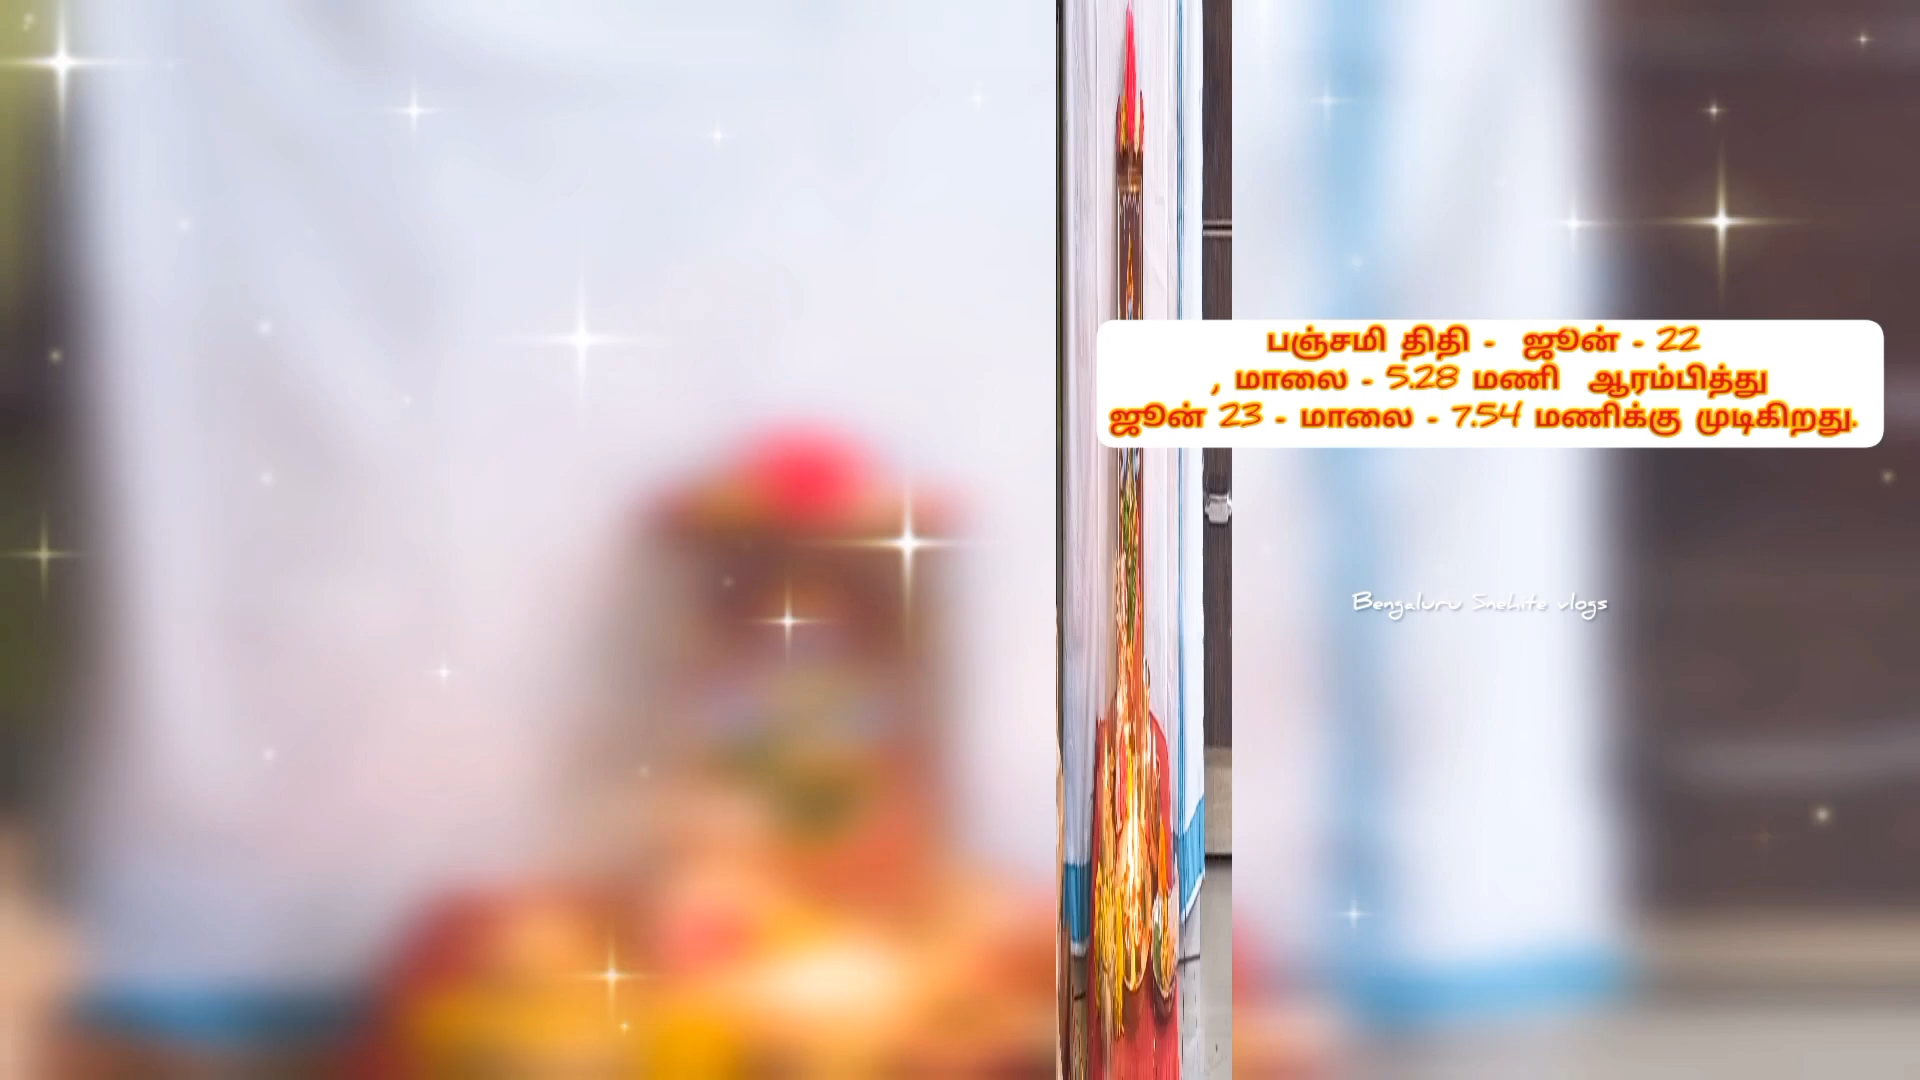 பஞ்சமி திதி - ஜூன் - 22
, மாலை - 5.28 மணி ஆரம்பித்து
ஜூன் 23 - மாலை - 7.54 மணிக்கு முடிகிறது.
Bengaluru Snehite vlogs